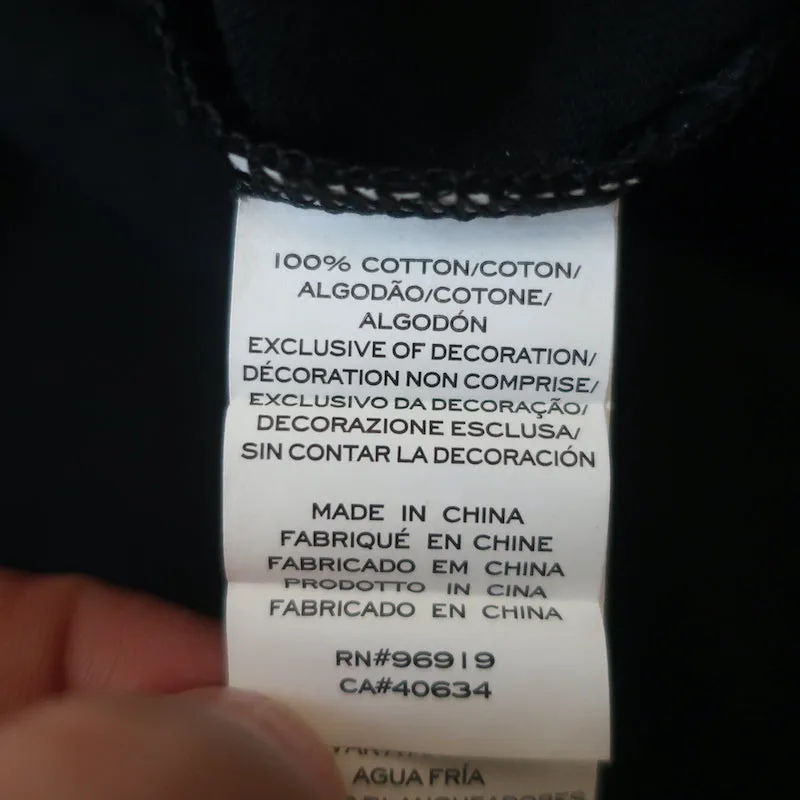 100% COTTON/COTON/
ALGODÃO/COTONE/
ALGODÓN
EXCLUSIVE OF DECORATION/
DÉCORATION NON COMPRISE/
EXCLUSIVO DA DECORAÇÃO/
DECORAZIONE ESCLUSA/
SIN CONTAR LA DECORACIÓN
MADE IN CHINA
FABRIQUÉ EN CHINE
FABRICADO EM CHINA
PRODOTTO IN CINA
FABRICADO EN CHINA
RN#96919
CA#40634
AGUA FRÍA